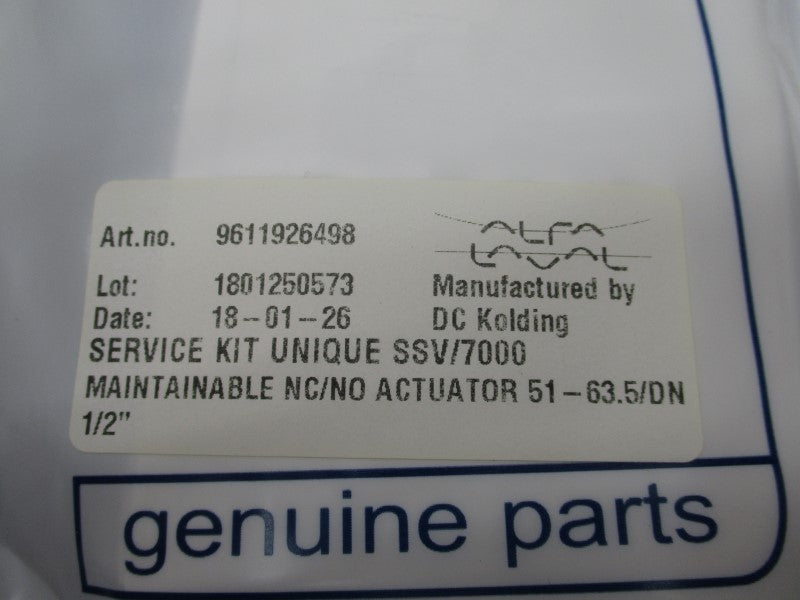 Art.no. 9611926498
ALFA
LAVAL
Lot: 1801250573
Manufactured by
Date: 18-01-26
DC Kolding
SERVICE KIT UNIQUE SSV/7000
MAINTAINABLE NC/NO ACTUATOR 51-63.5/DN
1/2"
genuine parts